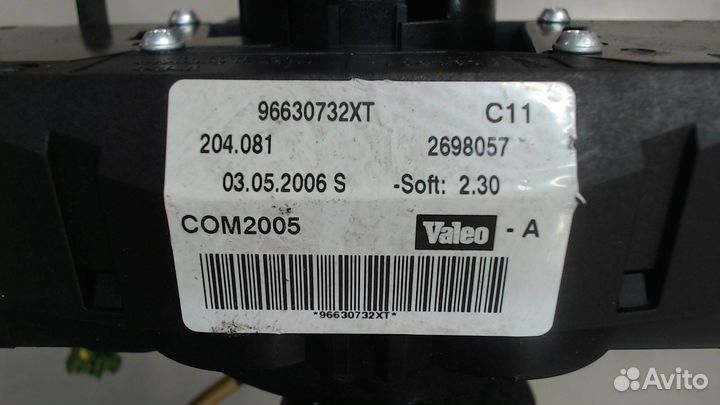 96630732XT C11
204.081 2698057
03.05.2006 S -Soft: 2.30
COM2005 Valeo - A
*96630732XT*
Avito